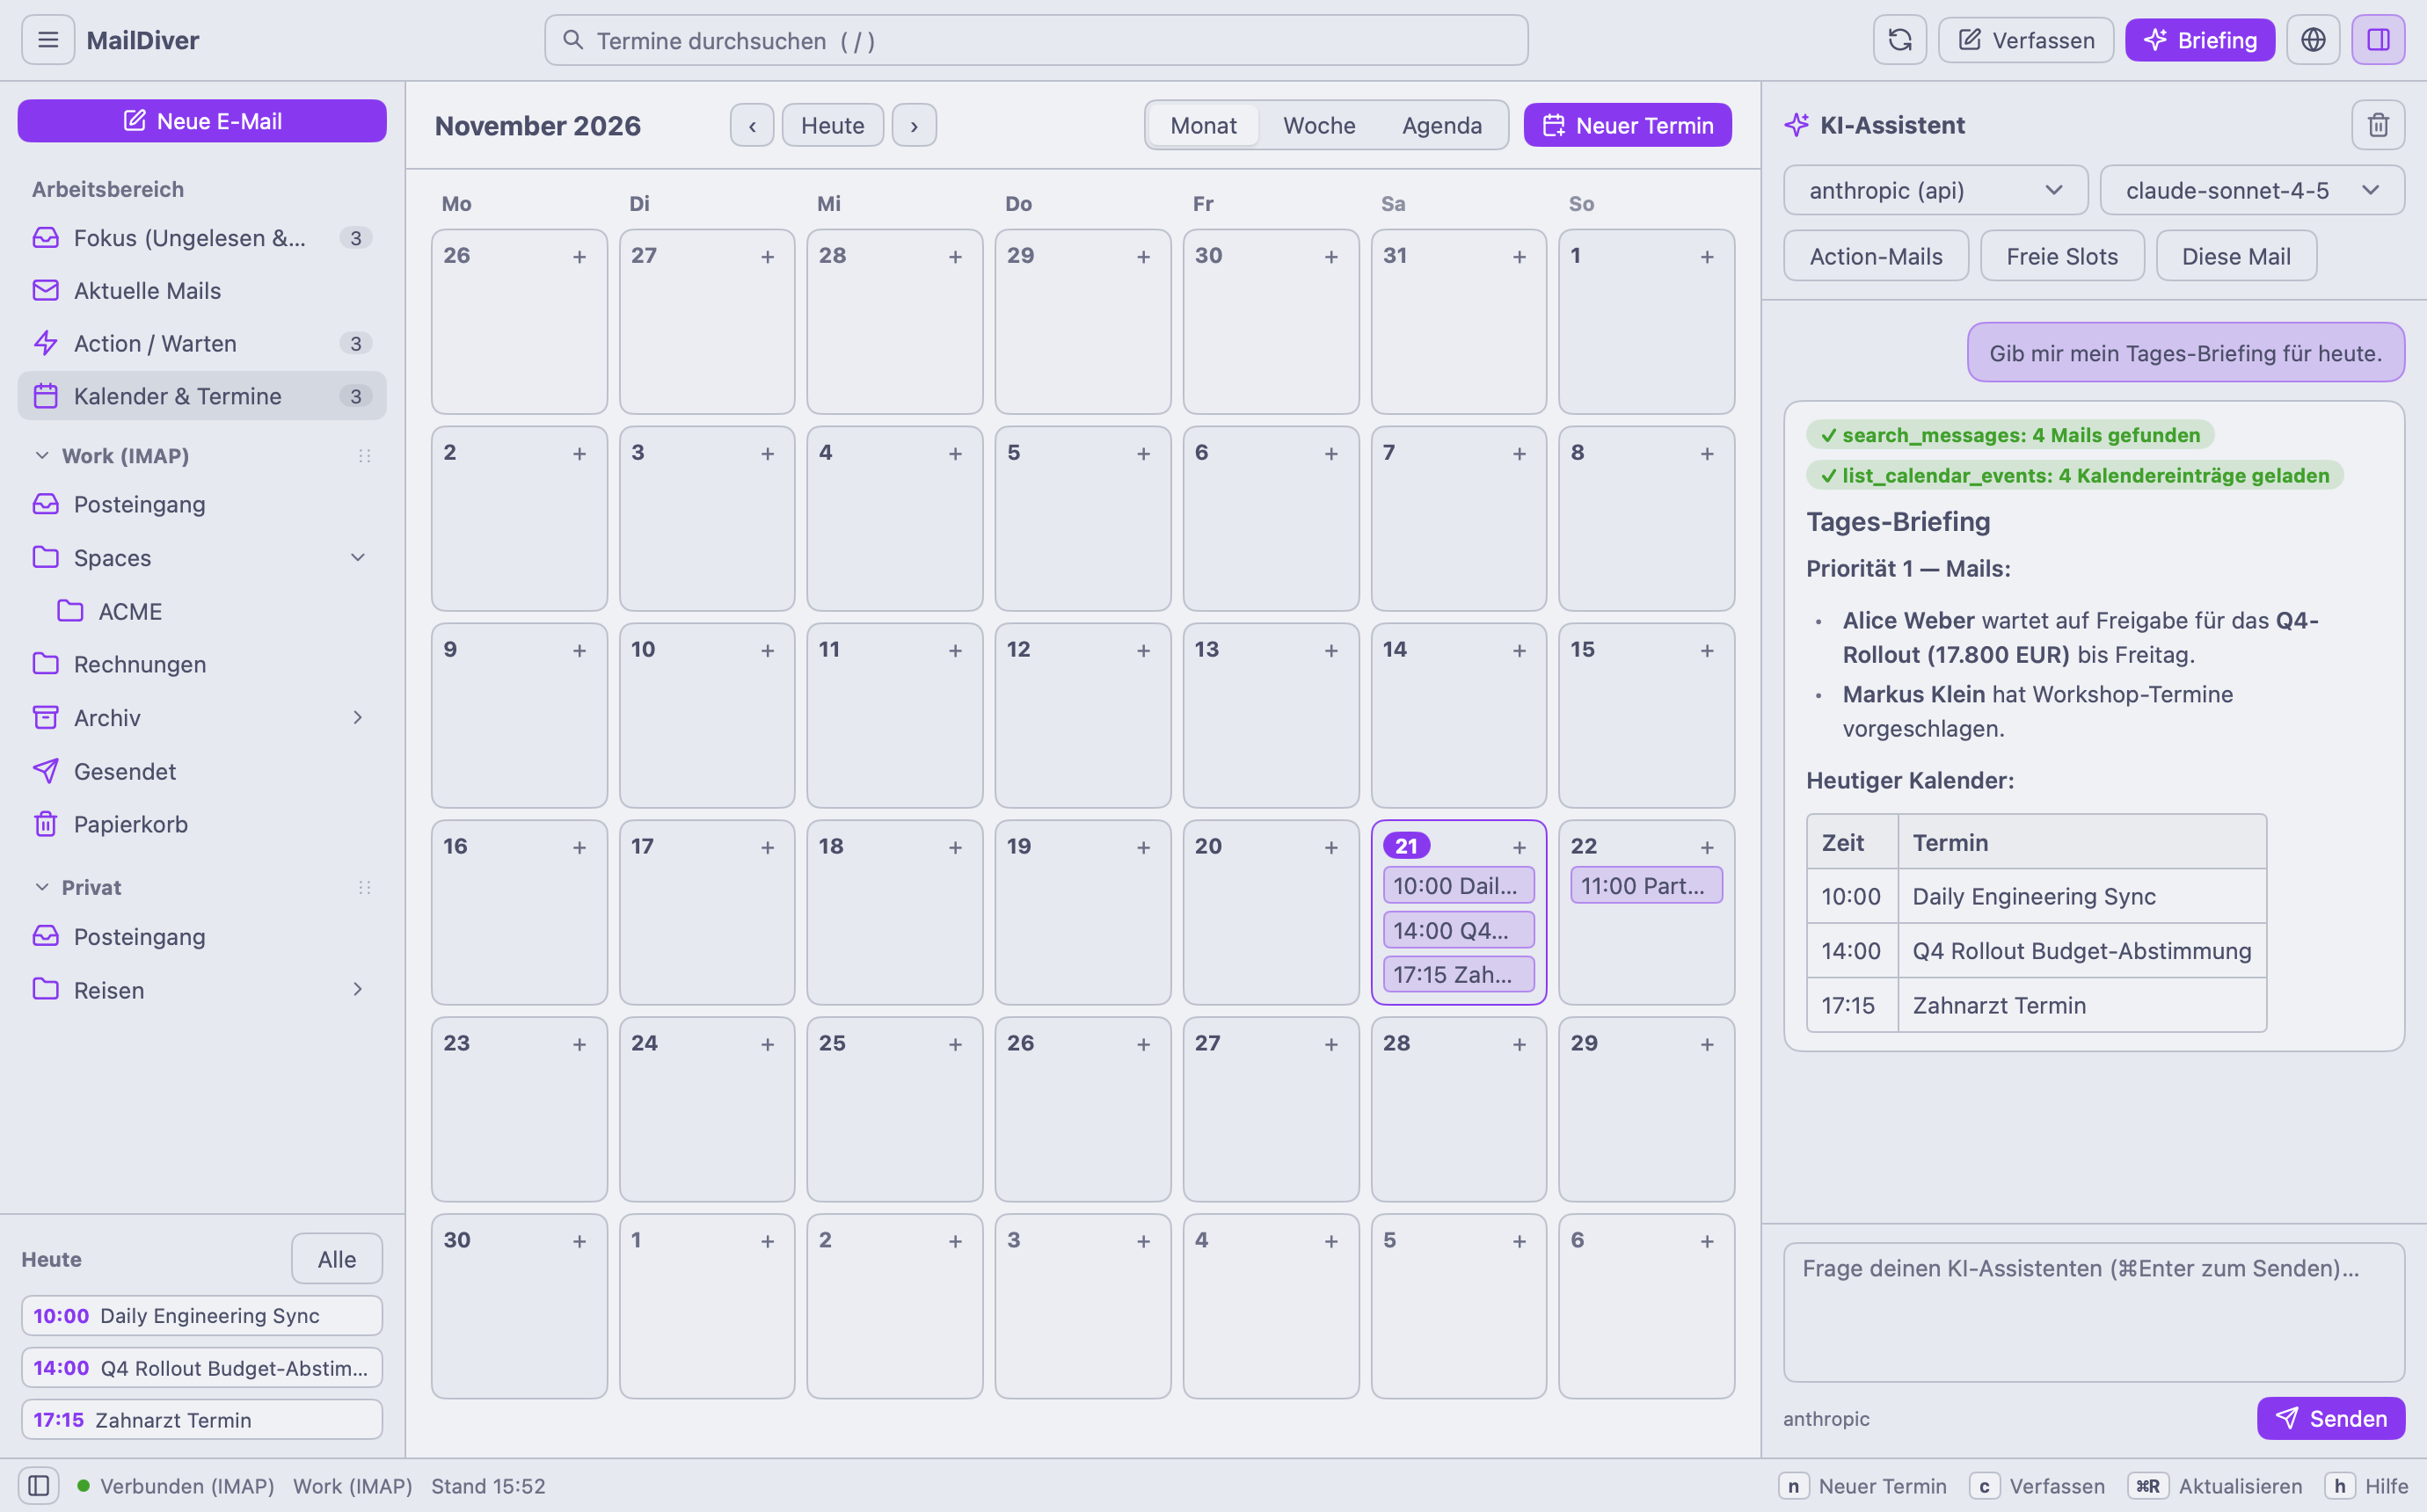 MailDiver
Termine durchsuchen (/)
Verfassen
Briefing
Neue E-Mail
Arbeitsbereich
Fokus (Ungelesen &... 3
Aktuelle Mails
Action / Warten 3
Kalender & Termine 3
Work (IMAP)
Posteingang
Spaces
ACME
Rechnungen
Archiv
Gesendet
Papierkorb
Privat
Posteingang
Reisen
Heute
Alle
10:00 Daily Engineering Sync
14:00 Q4 Rollout Budget-Abstim...
17:15 Zahnarzt Termin
November 2026
‹ Heute ›
Monat Woche Agenda
Neuer Termin
Mo Di Mi Do Fr Sa So
26 + 27 + 28 + 29 + 30 + 31 + 1 +
2 + 3 + 4 + 5 + 6 + 7 + 8 +
9 + 10 + 11 + 12 + 13 + 14 + 15 +
16 + 17 + 18 + 19 + 20 + 21 + 22 +
10:00 Dail... 11:00 Part...
14:00 Q4...
17:15 Zah...
23 + 24 + 25 + 26 + 27 + 28 + 29 +
30 + 1 + 2 + 3 + 4 + 5 + 6 +
KI-Assistent
anthropic (api)
claude-sonnet-4-5
Action-Mails
Freie Slots
Diese Mail
Gib mir mein Tages-Briefing für heute.
✓ search_messages: 4 Mails gefunden
✓ list_calendar_events: 4 Kalendereinträge geladen
Tages-Briefing
Priorität 1 — Mails:
• Alice Weber wartet auf Freigabe für das Q4-
Rollout (17.800 EUR) bis Freitag.
• Markus Klein hat Workshop-Termine
vorgeschlagen.
Heutiger Kalender:
Zeit Termin
10:00 Daily Engineering Sync
14:00 Q4 Rollout Budget-Abstimmung
17:15 Zahnarzt Termin
Frage deinen KI-Assistenten (⌘Enter zum Senden)...
anthropic
Senden
Verbunden (IMAP) Work (IMAP) Stand 15:52
n Neuer Termin c Verfassen ⌘R Aktualisieren h Hilfe